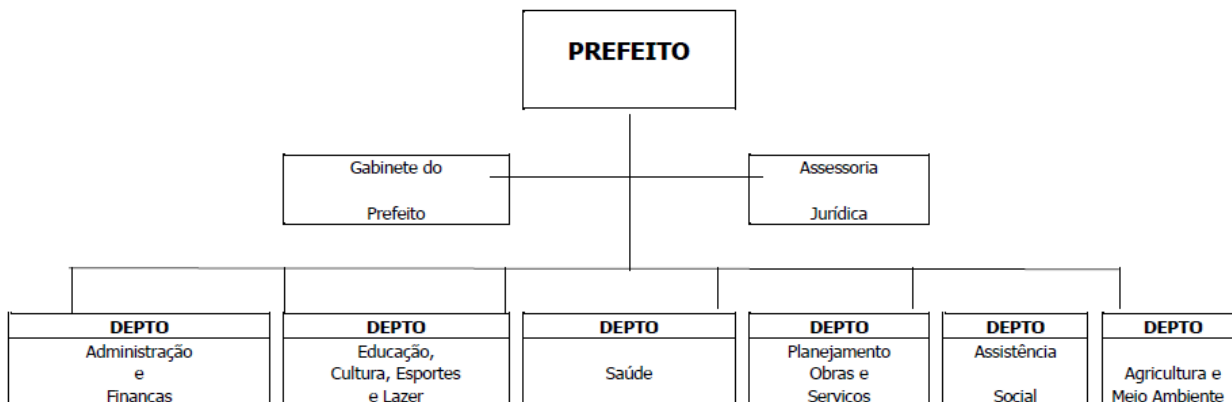 PREFEITO
Gabinete do
Prefeito
Assessoria
Jurídica
DEPTO
Administração
e
Finanças
DEPTO
Educação,
Cultura, Esportes
e Lazer
DEPTO
Saúde
DEPTO
Planejamento
Obras e
Serviços
DEPTO
Assistência
Social
DEPTO
Agricultura e
Meio Ambiente